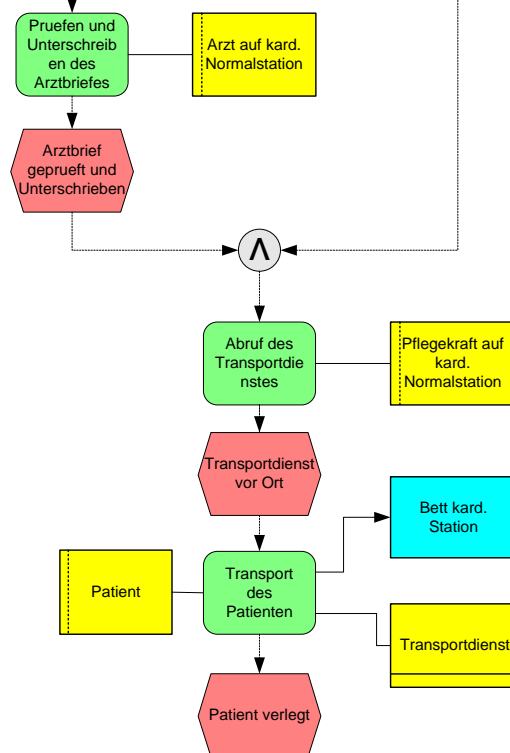 Pruefen und
Unterschreib
en des
Arztbriefes
Arzt auf kard.
Normalstation
Arztbrief
geprueft und
Unterschrieben
Λ
Abruf des
Transportdie
nstes
Pflegekraft auf
kard.
Normalstation
Transportdienst
vor Ort
Bett kard.
Station
Patient
Transport
des
Patienten
Transportdienst
Patient verlegt